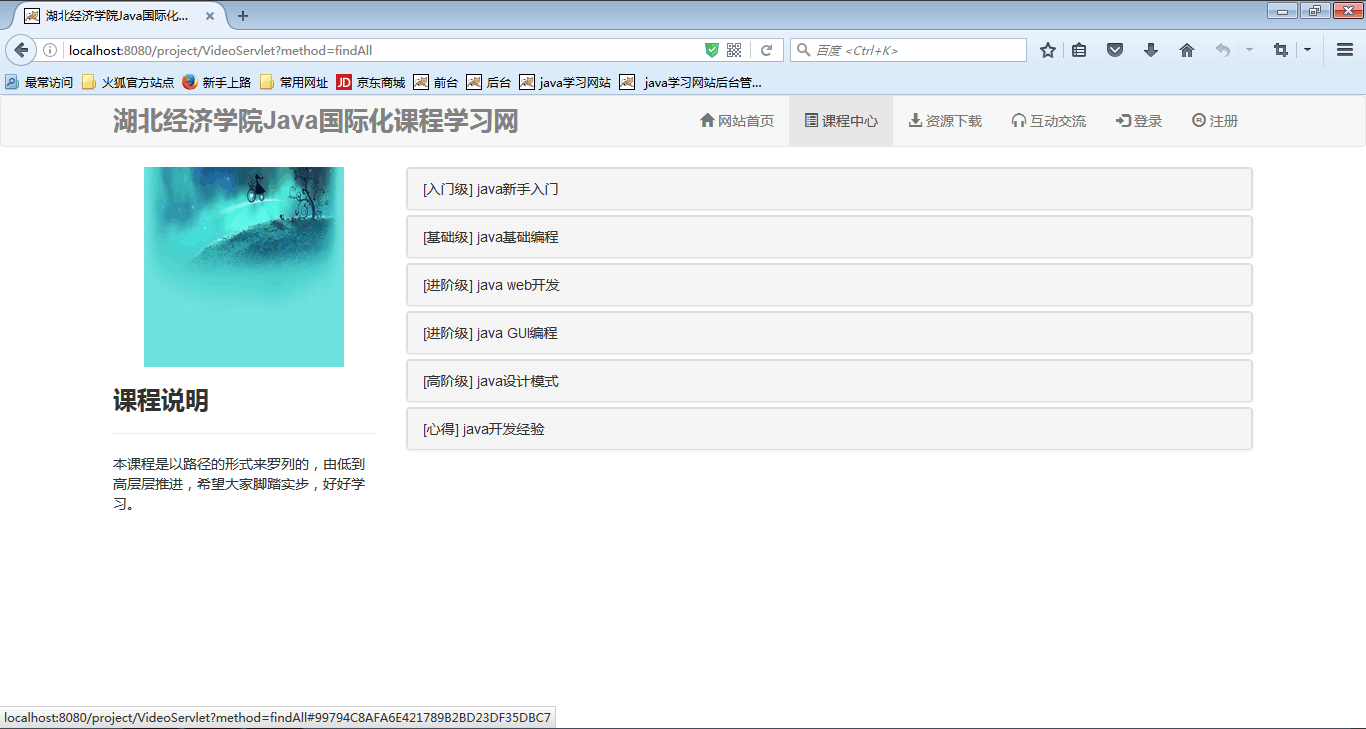 湖北经济学院Java国际化...
localhost:8080/project/VideoServlet?method=findAll
百度 <Ctrl+K>
最常访问 火狐官方站点 新手上路 常用网址 JD 京东商城 前台 后台 java学习网站 java学习网站后台管...
湖北经济学院Java国际化课程学习网
网站首页 课程中心 资源下载 互动交流 登录 注册
[入门级] java新手入门
[基础级] java基础编程
[进阶级] java web开发
[进阶级] java GUI编程
[高阶级] java设计模式
[心得] java开发经验
课程说明
本课程是以路径的形式来罗列的，由低到
高层层推进，希望大家脚踏实步，好好学
习。
localhost:8080/project/VideoServlet?method=findAll#99794C8AFA6E421789B2BD23DF35DBC7